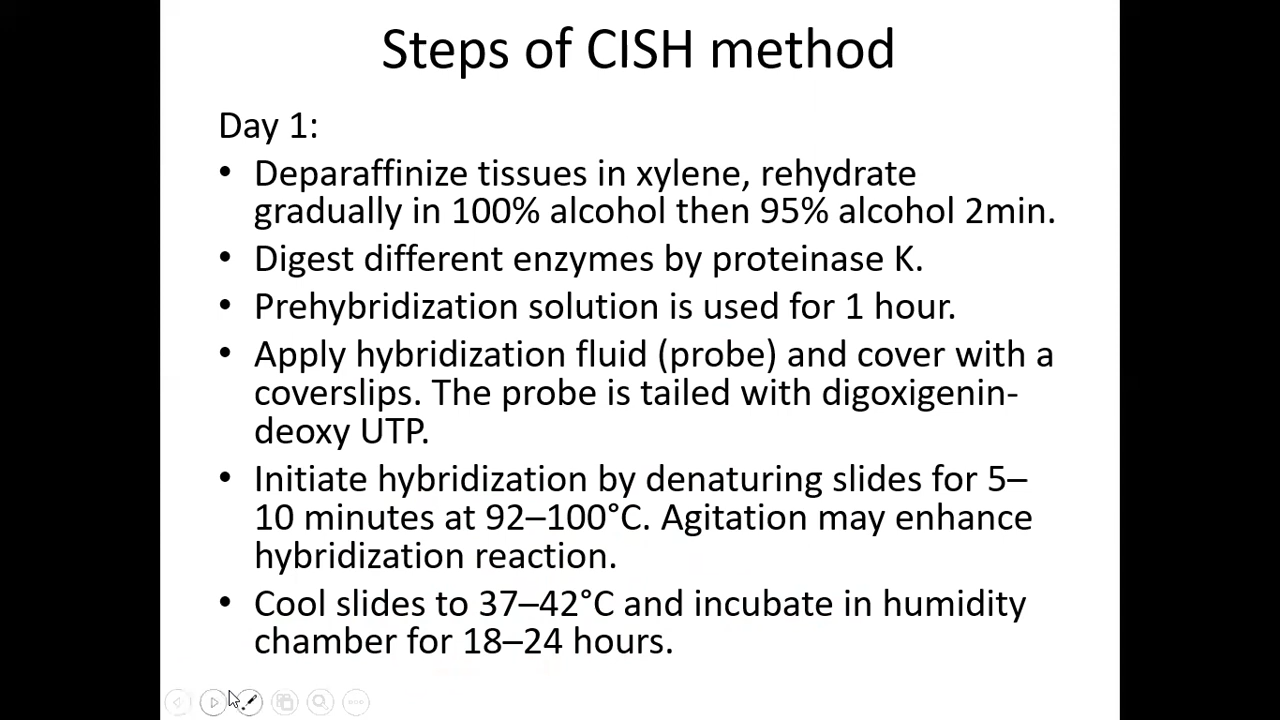 Steps of CISH method
Day 1:
• Deparaffinize tissues in xylene, rehydrate
gradually in 100% alcohol then 95% alcohol 2min.
• Digest different enzymes by proteinase K.
• Prehybridization solution is used for 1 hour.
• Apply hybridization fluid (probe) and cover with a
coverslips. The probe is tailed with digoxigenin-
deoxy UTP.
• Initiate hybridization by denaturing slides for 5–
10 minutes at 92–100°C. Agitation may enhance
hybridization reaction.
• Cool slides to 37–42°C and incubate in humidity
chamber for 18–24 hours.